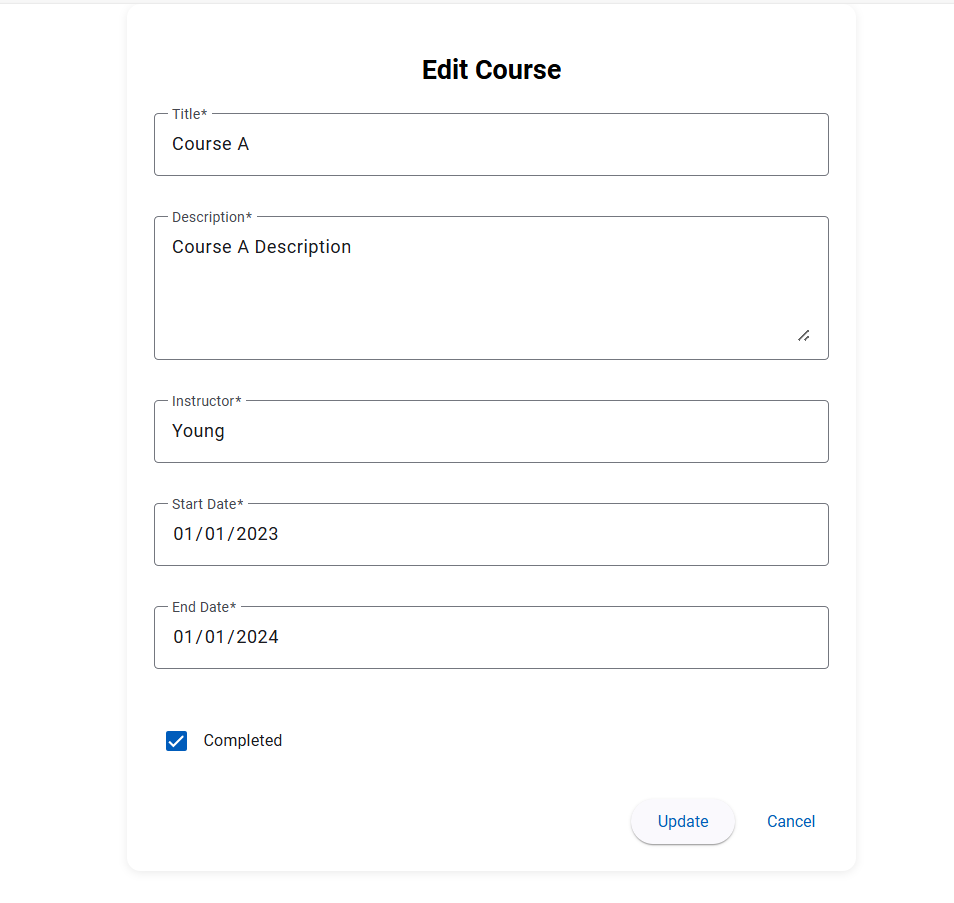 Edit Course
Title*
Course A
Description*
Course A Description
Instructor*
Young
Start Date*
01/01/2023
End Date*
01/01/2024
Completed
Update Cancel